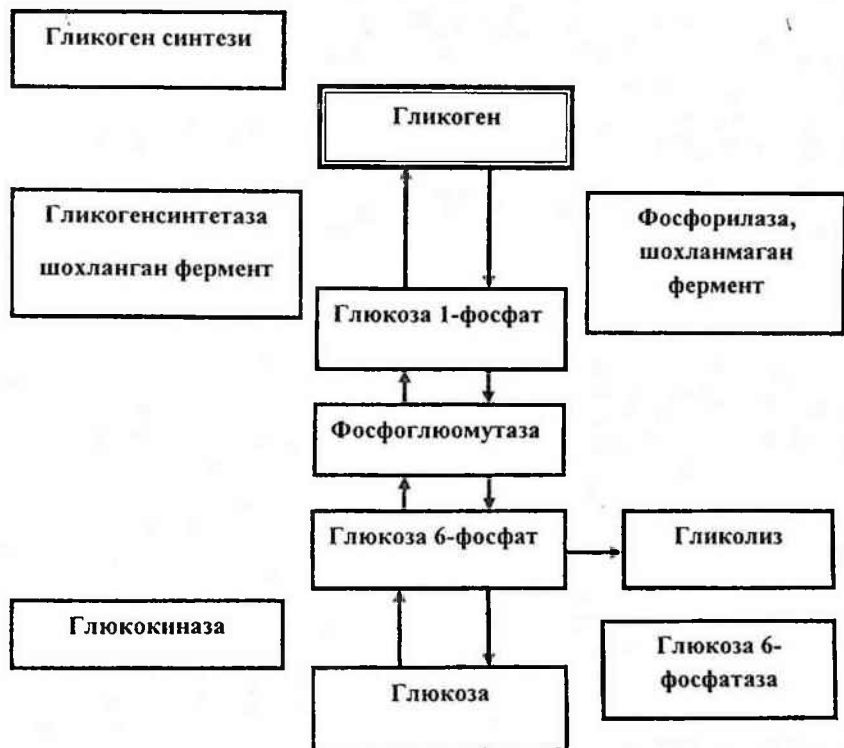 Гликоген синтези
Гликоген
Гликогенсинтетаза
шохланган фермент
Фосфорилаза,
шохланмаган
фермент
Глюкоза 1-фосфат
Фосфоглюомутаза
Глюкоза 6-фосфат
Гликолиз
Глюкокиназа
Глюкоза 6-
фосфатаза
Глюкоза